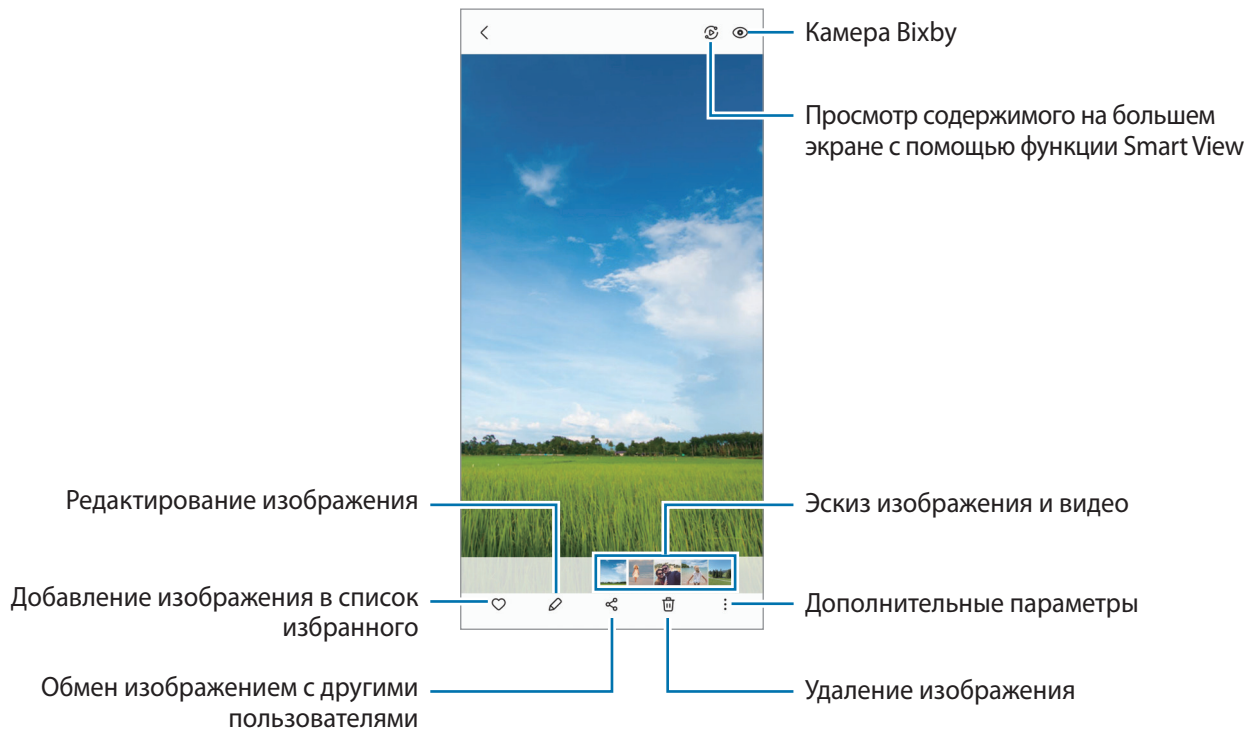 Камера Bixby
Просмотр содержимого на большем
экране с помощью функции Smart View
Редактирование изображения
Эскиз изображения и видео
Добавление изображения в список
избранного
Дополнительные параметры
Обмен изображением с другими
пользователями
Удаление изображения